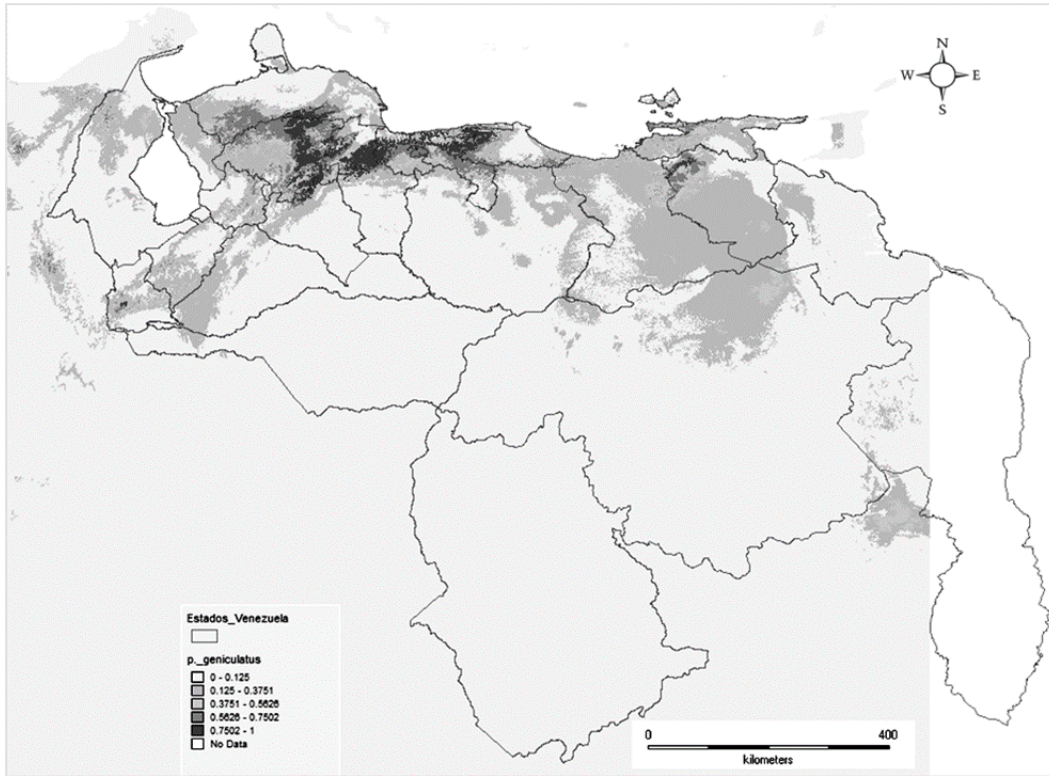 N
W E
S
Estados_Venezuela
p._geniculatus
0 - 0.125
0.125 - 0.3751
0.3751 - 0.5626
0.5626 - 0.7502
0.7502 - 1
No Data
0 400
kilometers